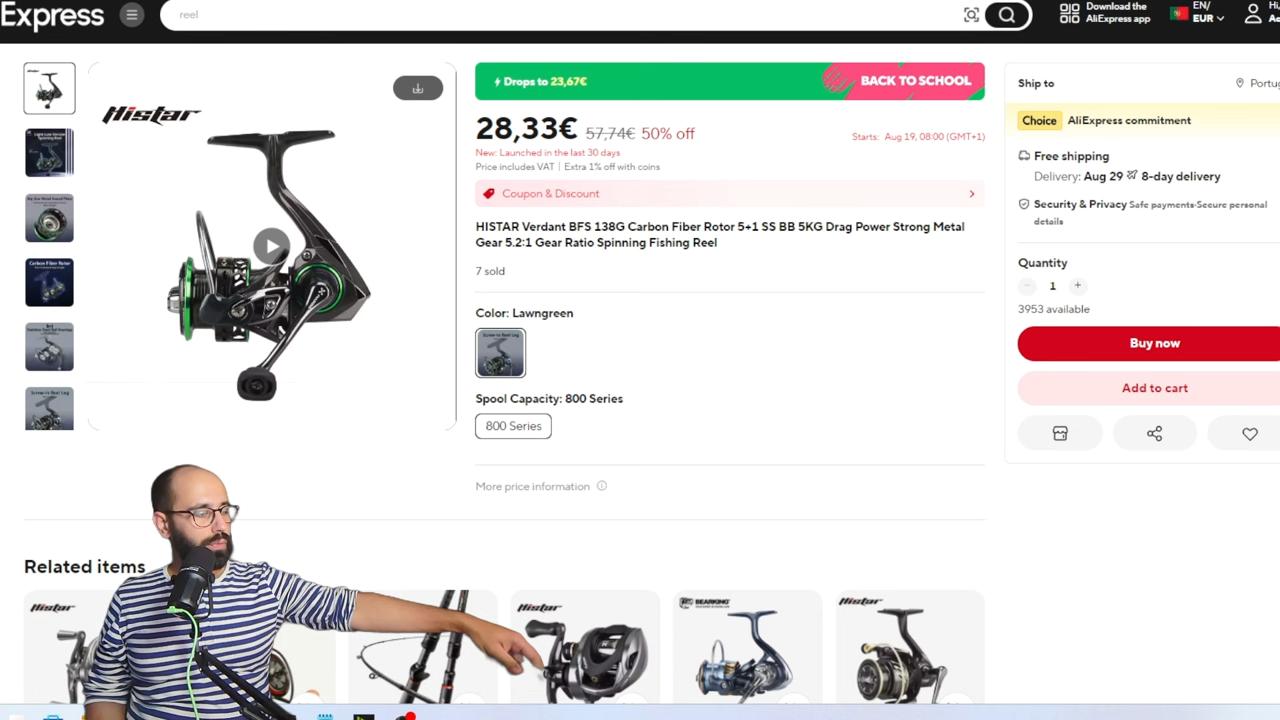 Express
reel
Download the
AliExpress app
EN/
EUR
Hi,
Histar
Drops to 23,67€
BACK TO SCHOOL
28,33€ 57,74€ 50% off
Starts: Aug 19, 08:00 (GMT+1)
New: Launched in the last 30 days
Price includes VAT | Extra 1% off with coins
Coupon & Discount
HISTAR Verdant BFS 138G Carbon Fiber Rotor 5+1 SS BB 5KG Drag Power Strong Metal
Gear 5.2:1 Gear Ratio Spinning Fishing Reel
7 sold
Color: Lawngreen
Spool Capacity: 800 Series
800 Series
More price information
Ship to
Portug
Choice AliExpress commitment
Free shipping
Delivery: Aug 29 8-day delivery
Security & Privacy Safe payments·Secure personal
details
Quantity
1
3953 available
Buy now
Add to cart
Carbon Fiber Rotor
Related items
Histar
Histar
BEARKING
Histar